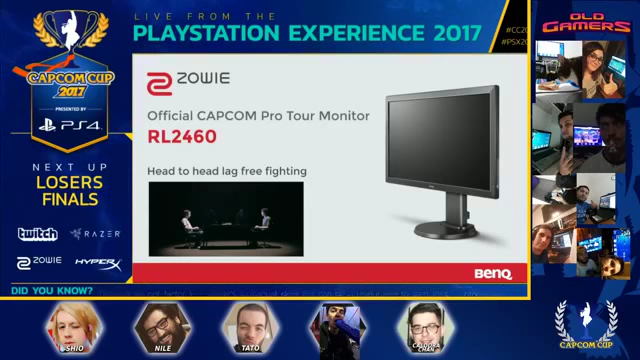 LIVE FROM THE
PLAYSTATION EXPERIENCE 2017
CAPCOM CUP
2017
PRESENTED BY
PS4
NEXT UP
LOSERS
FINALS
twitch
RAZER
ZOWIE
HYPERX
DID YOU KNOW?
ZOWIE
Official CAPCOM Pro Tour Monitor
RL2460
Head to head lag free fighting
BenQ
OLD
GAMERS
SHIO
NILE
TATO
CAPCOM CUP